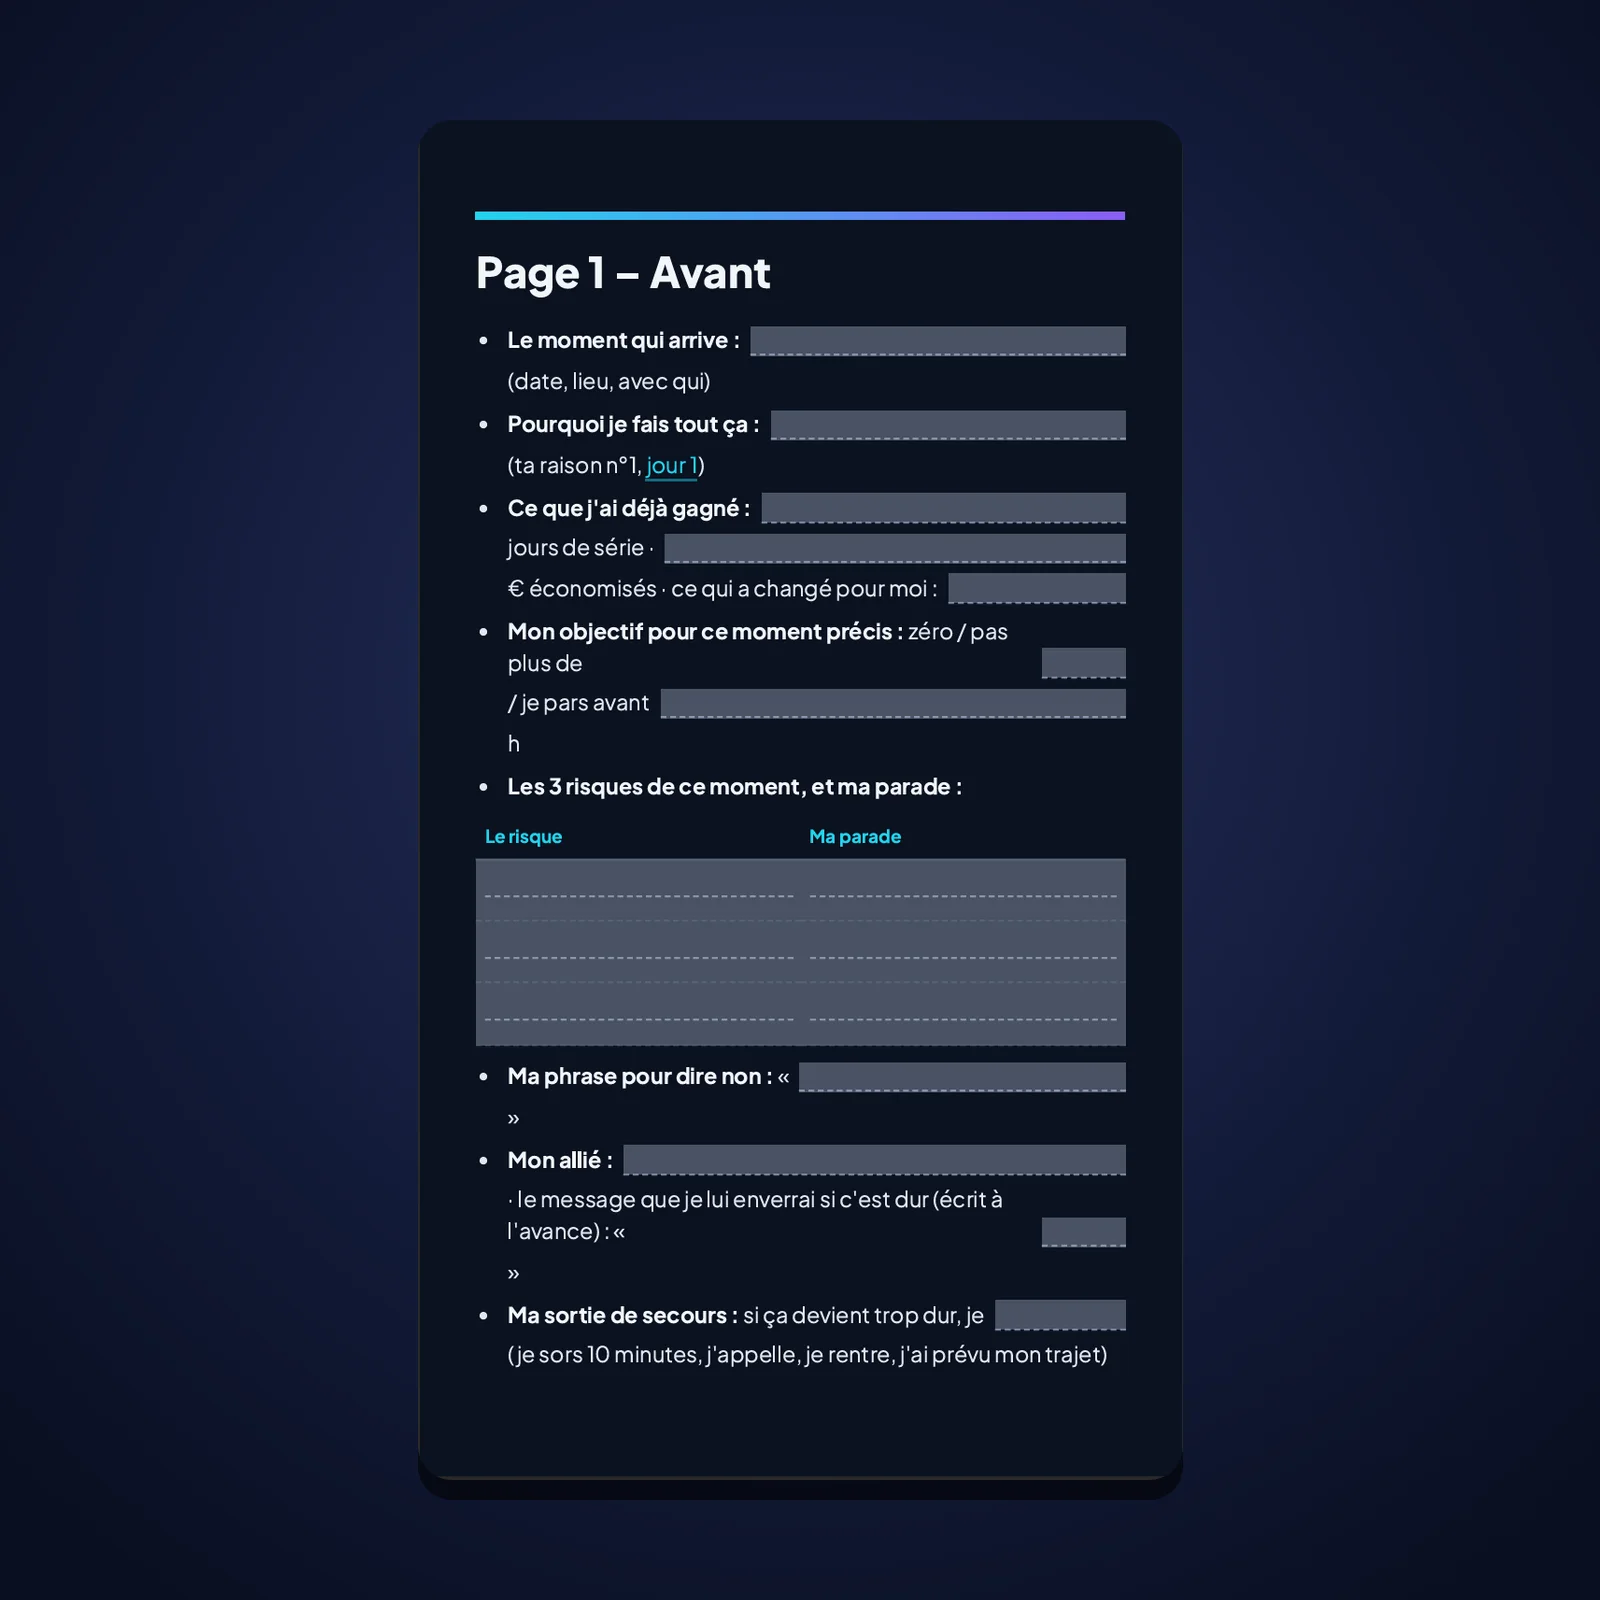 Page 1 – Avant
• Le moment qui arrive :
(date, lieu, avec qui)
• Pourquoi je fais tout ça :
(ta raison n°1, jour 1)
• Ce que j'ai déjà gagné :
jours de série ·
€ économisés · ce qui a changé pour moi :
• Mon objectif pour ce moment précis : zéro / pas
plus de
/ je pars avant
h
• Les 3 risques de ce moment, et ma parade :
Le risque Ma parade
• Ma phrase pour dire non : «
»
• Mon allié :
· le message que je lui enverrai si c'est dur (écrit à
l'avance) : «
»
• Ma sortie de secours : si ça devient trop dur, je
(je sors 10 minutes, j'appelle, je rentre, j'ai prévu mon trajet)